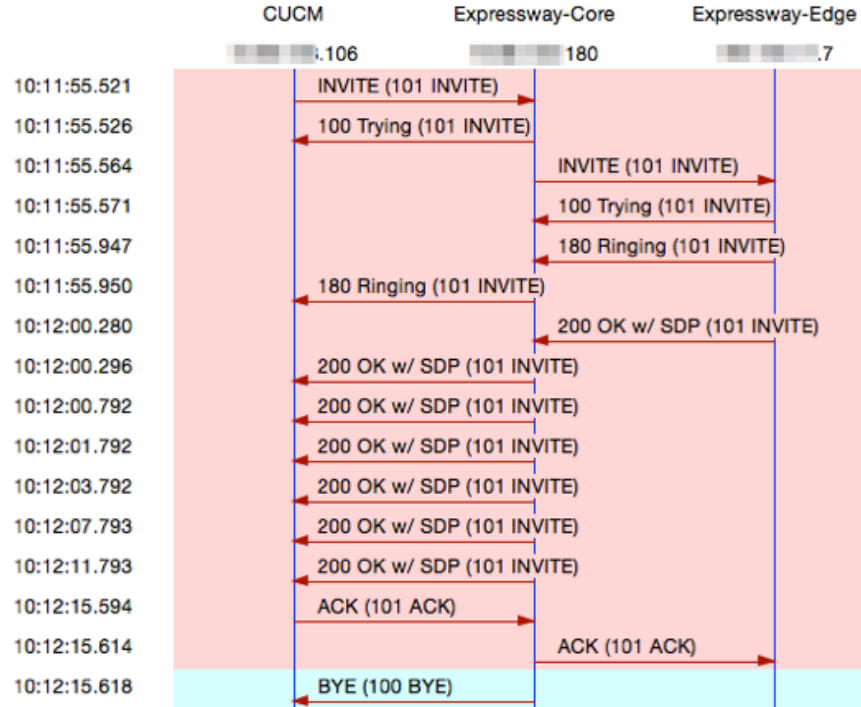 CUCM Expressway-Core Expressway-Edge
.106 180 .7
10:11:55.521 INVITE (101 INVITE)
10:11:55.526 100 Trying (101 INVITE)
10:11:55.564 INVITE (101 INVITE)
10:11:55.571 100 Trying (101 INVITE)
10:11:55.947 180 Ringing (101 INVITE)
10:11:55.950 180 Ringing (101 INVITE)
10:12:00.280 200 OK w/ SDP (101 INVITE)
10:12:00.296 200 OK w/ SDP (101 INVITE)
10:12:00.792 200 OK w/ SDP (101 INVITE)
10:12:01.792 200 OK w/ SDP (101 INVITE)
10:12:03.792 200 OK w/ SDP (101 INVITE)
10:12:07.793 200 OK w/ SDP (101 INVITE)
10:12:11.793 200 OK w/ SDP (101 INVITE)
10:12:15.594 ACK (101 ACK)
10:12:15.614 ACK (101 ACK)
10:12:15.618 BYE (100 BYE)